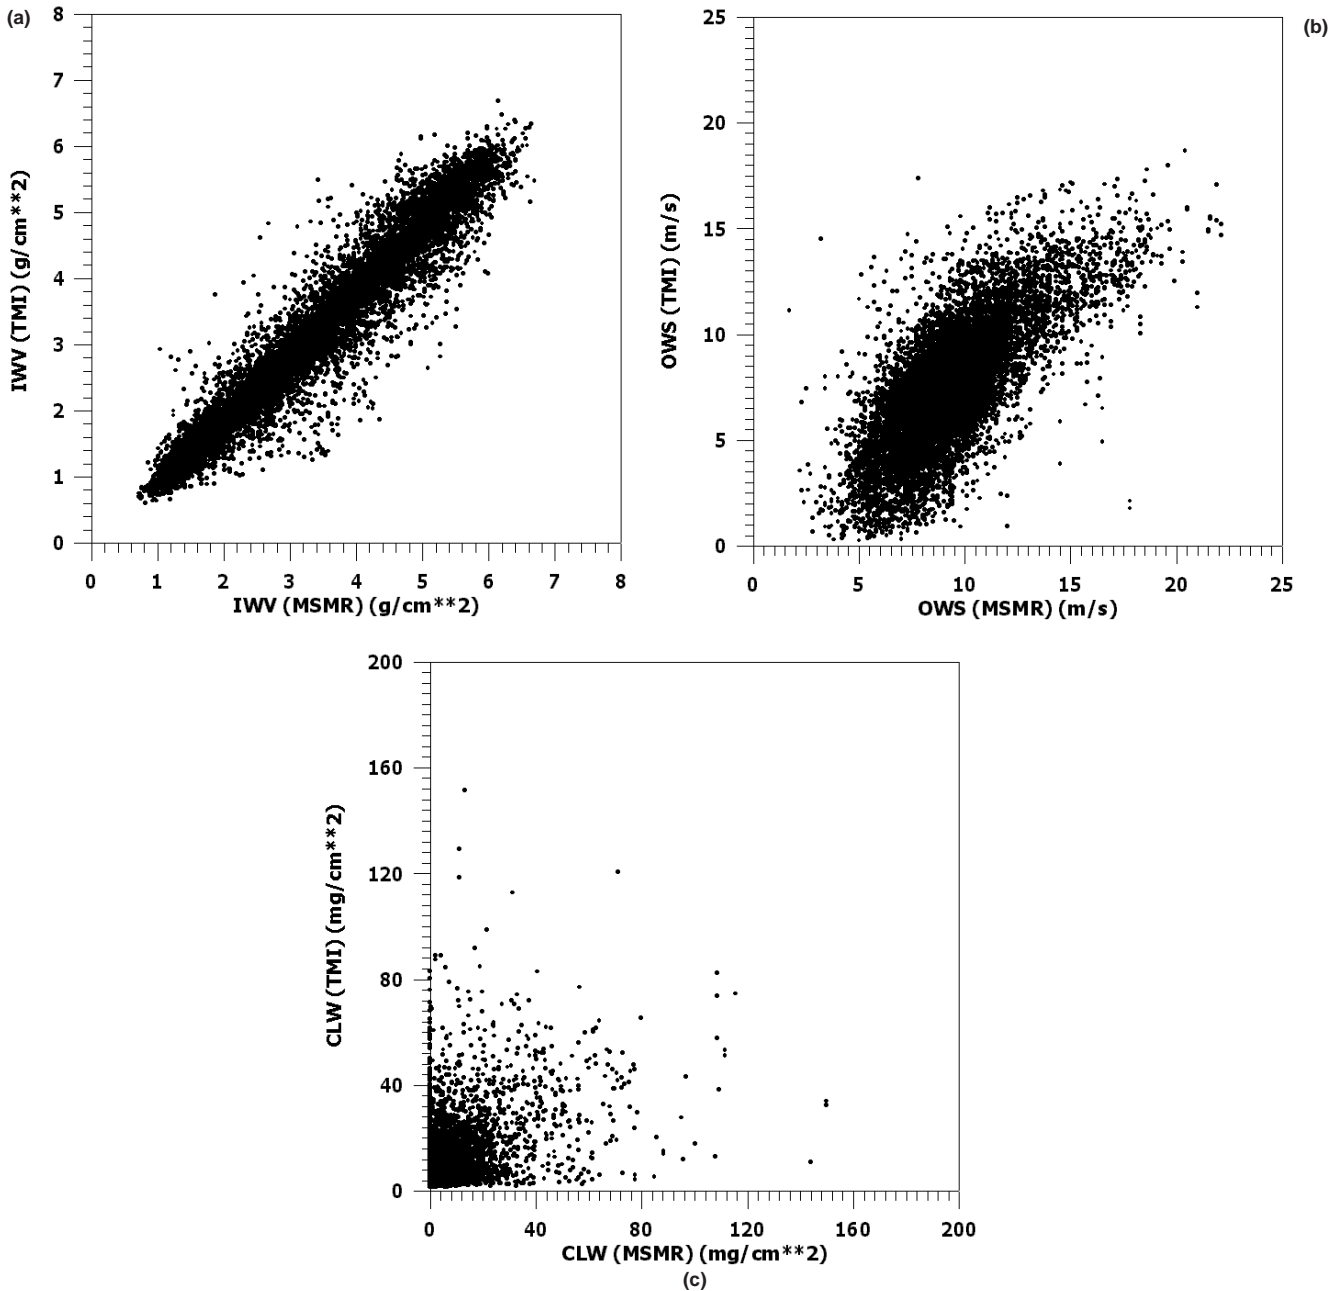 (a)
8
7
6
5
4
3
2
1
0
IWV (TMI) (g/cm**2)
0 1 2 3 4 5 6 7 8
IWV (MSMR) (g/cm**2)
(b)
25
20
15
10
5
0
OWS (TMI) (m/s)
0 5 10 15 20 25
OWS (MSMR) (m/s)
200
160
120
80
40
0
CLW (TMI) (mg/cm**2)
0 40 80 120 160 200
CLW (MSMR) (mg/cm**2)
(c)